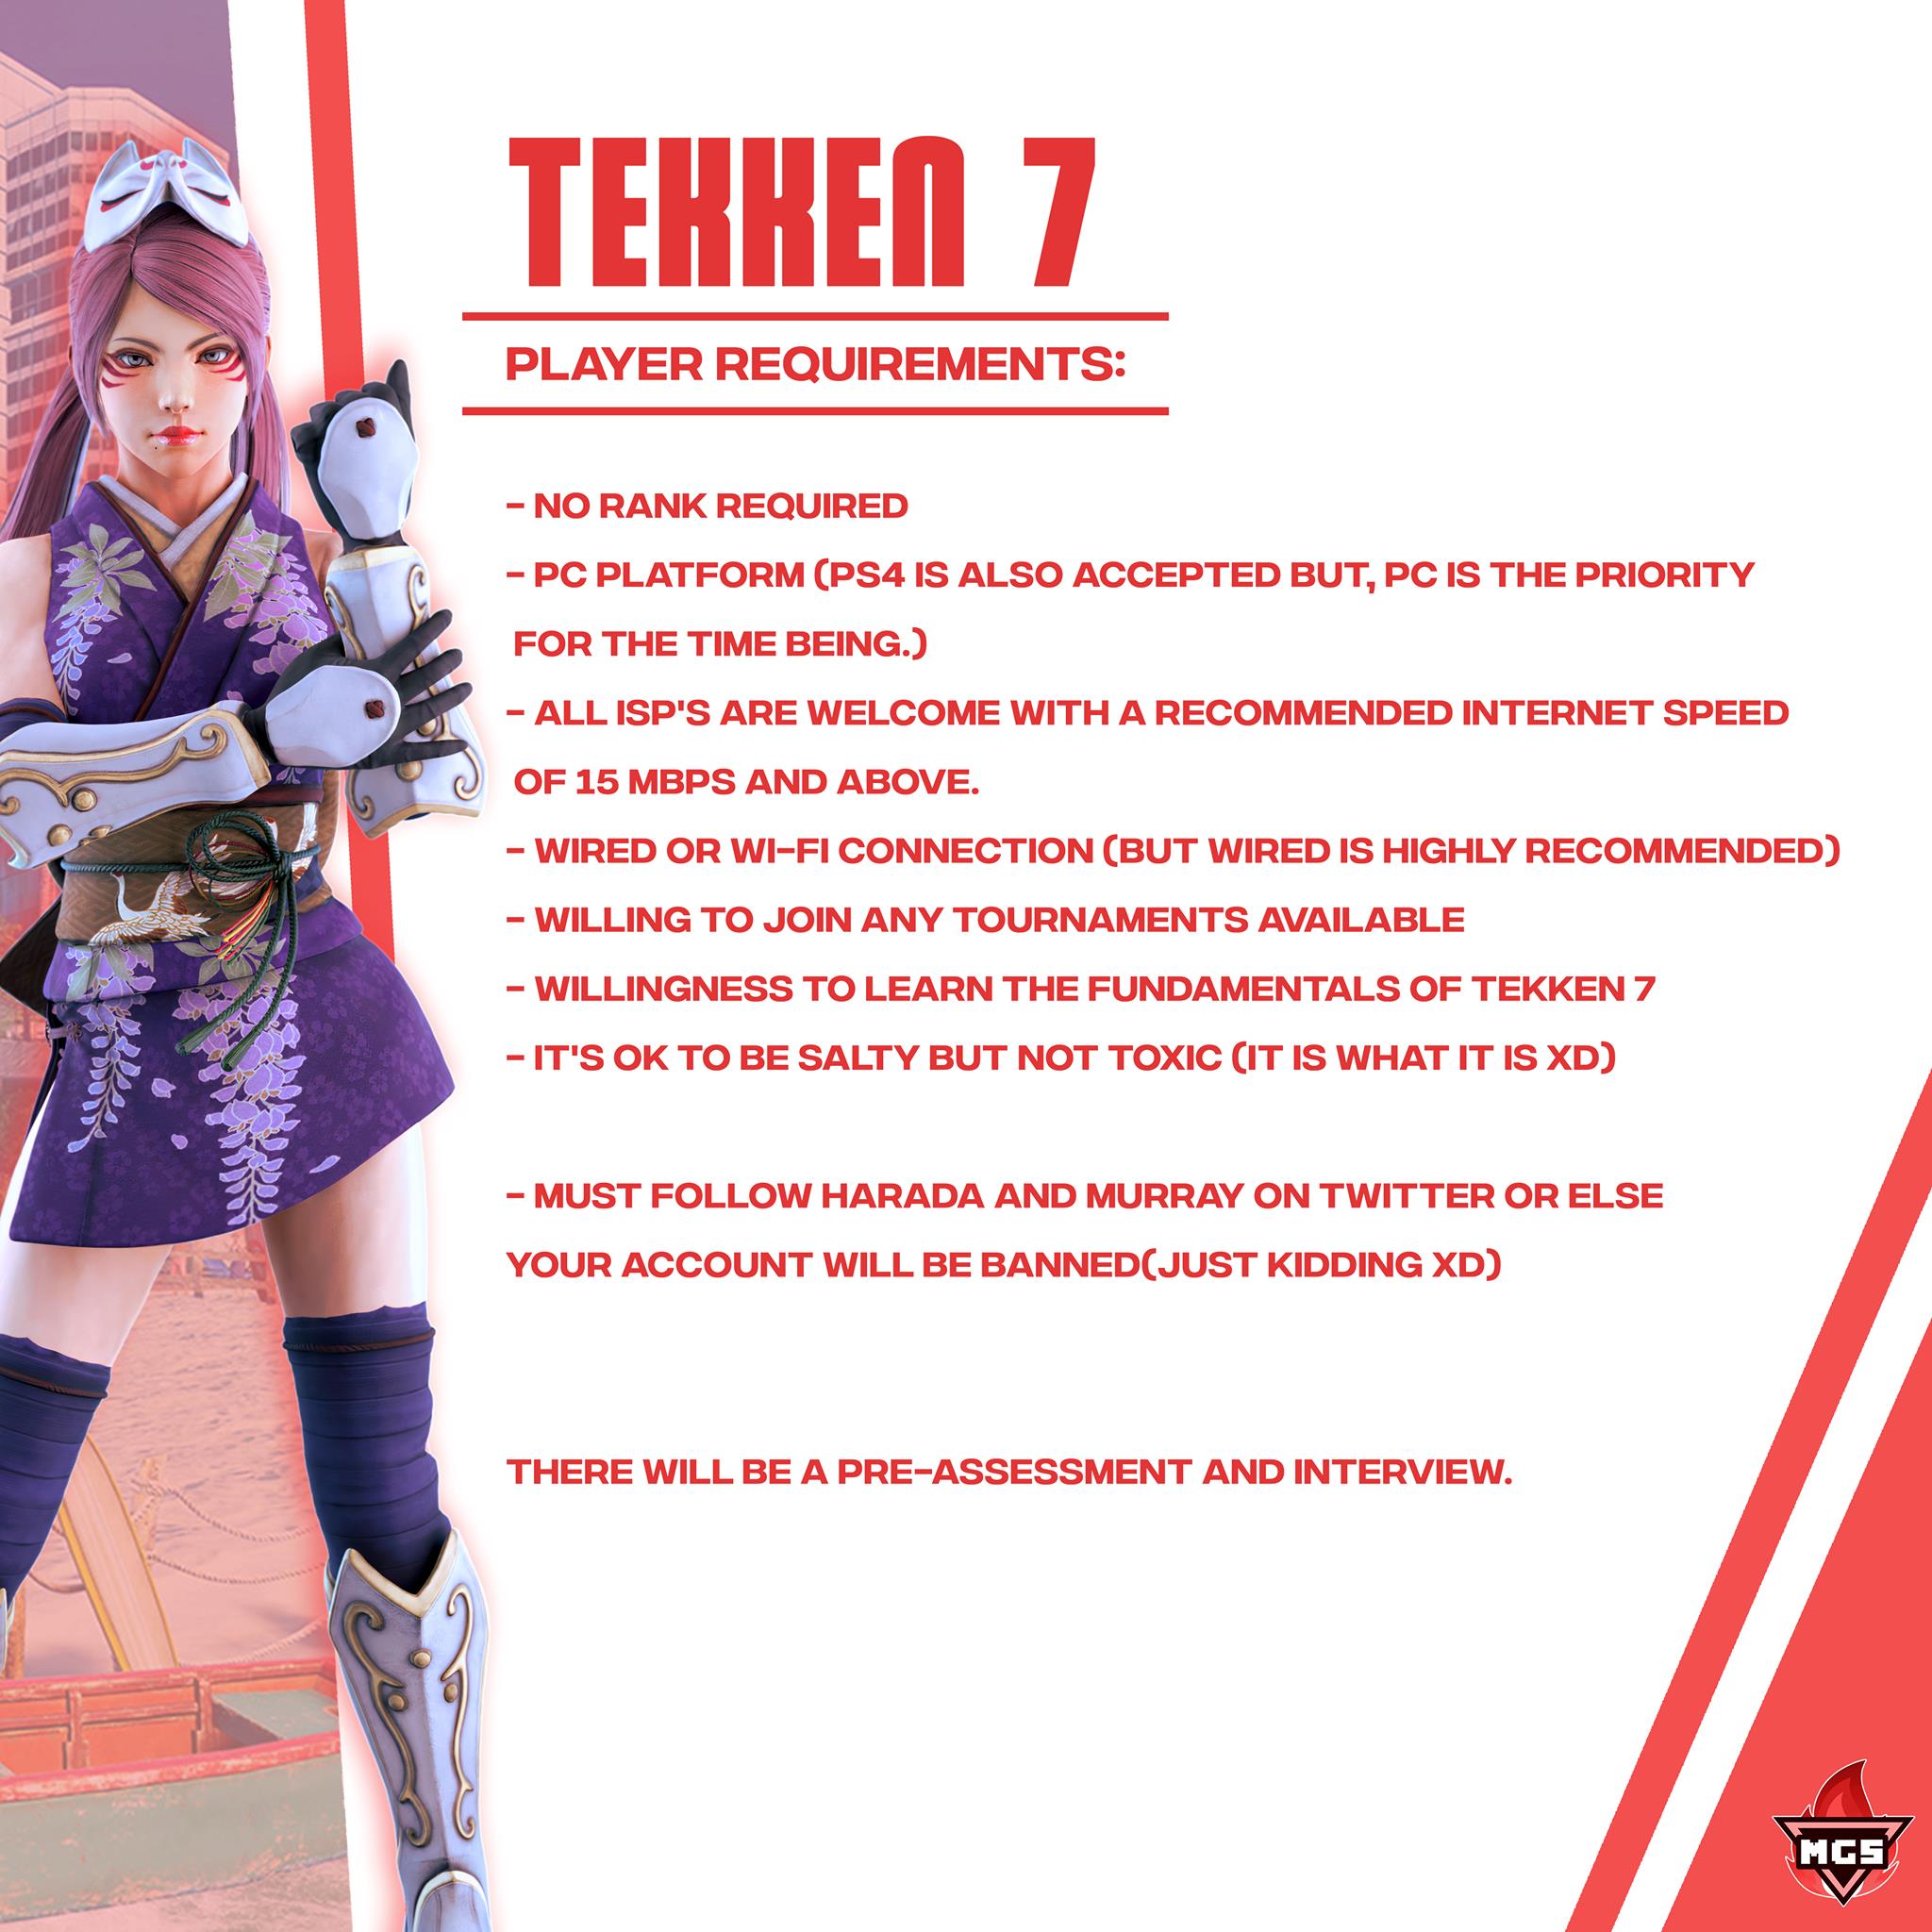 TEKKEN 7
PLAYER REQUIREMENTS:
- NO RANK REQUIRED
- PC PLATFORM (PS4 IS ALSO ACCEPTED BUT, PC IS THE PRIORITY
FOR THE TIME BEING.)
- ALL ISP'S ARE WELCOME WITH A RECOMMENDED INTERNET SPEED
OF 15 MBPS AND ABOVE.
- WIRED OR WI-FI CONNECTION (BUT WIRED IS HIGHLY RECOMMENDED)
- WILLING TO JOIN ANY TOURNAMENTS AVAILABLE
- WILLINGNESS TO LEARN THE FUNDAMENTALS OF TEKKEN 7
- IT'S OK TO BE SALTY BUT NOT TOXIC (IT IS WHAT IT IS XD)
- MUST FOLLOW HARADA AND MURRAY ON TWITTER OR ELSE
YOUR ACCOUNT WILL BE BANNED(JUST KIDDING XD)
THERE WILL BE A PRE-ASSESSMENT AND INTERVIEW.
MGS